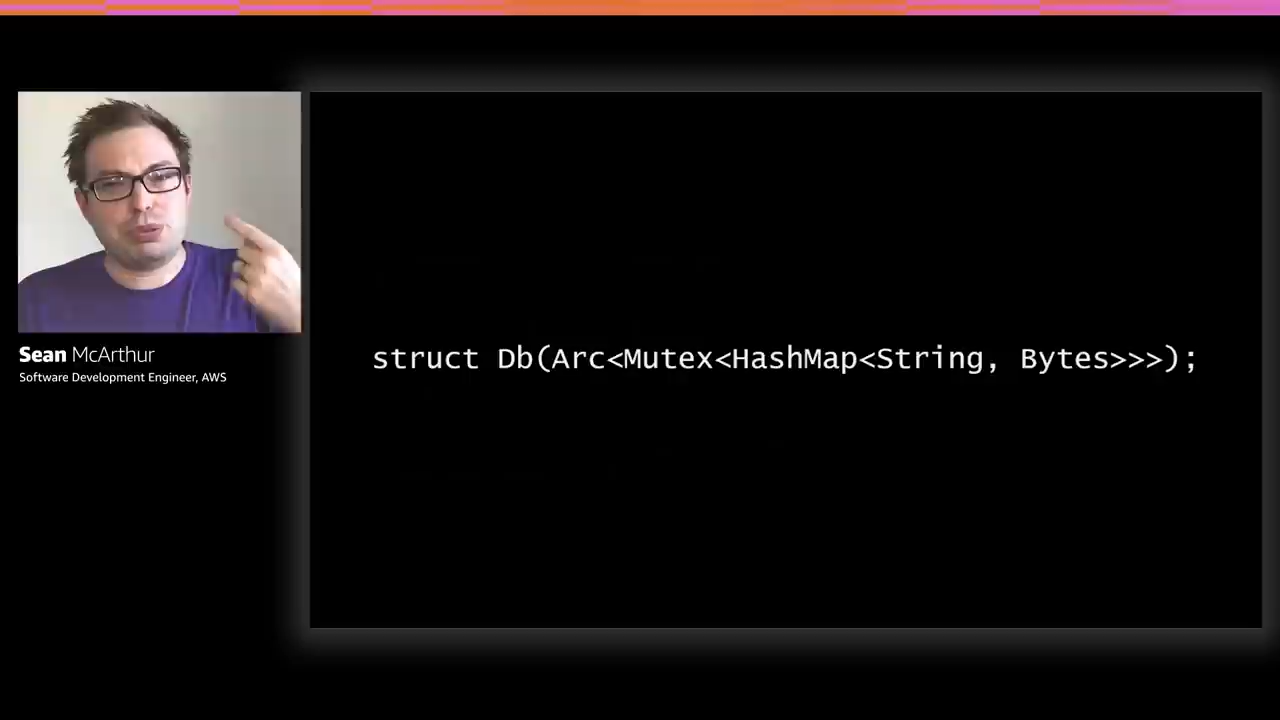 Sean McArthur
Software Development Engineer, AWS
struct Db(Arc<Mutex<HashMap<String, Bytes>>>);